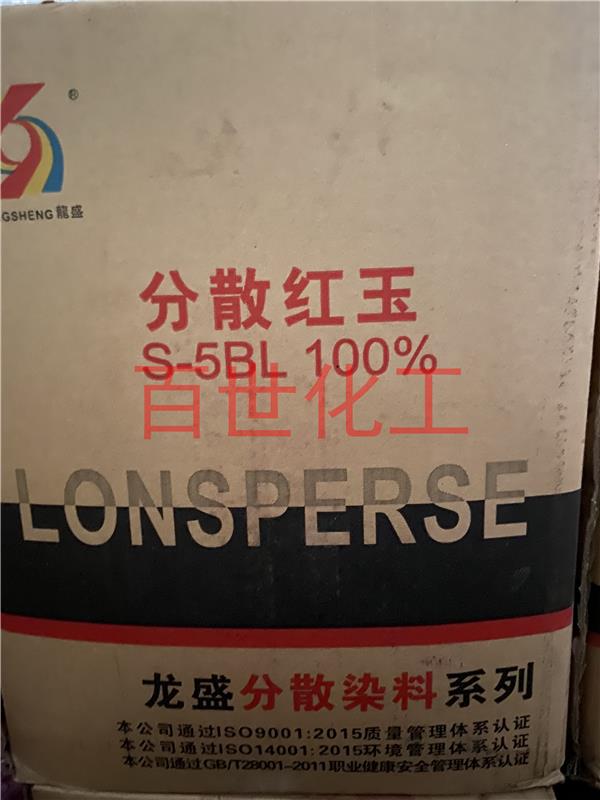 ®
GSHENG 龍盛
分散红玉
S-5BL 100%
百世化工
LONSPERSE
龙盛分散染料系列
本公司通过ISO9001:2015质量管理体系认证
本公司通过ISO14001:2015环境管理体系认证
本公司通过GB/T28001-2011职业健康安全管理体系认证